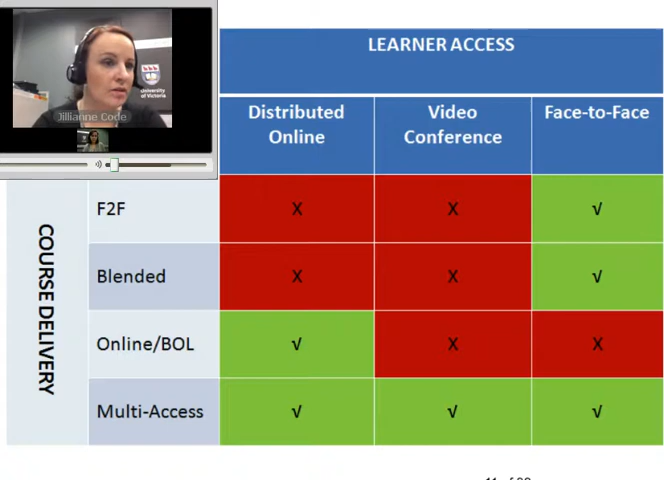 Jillianne Code
University
of Victoria
LEARNER ACCESS
Distributed
Online
Video
Conference
Face-to-Face
COURSE DELIVERY
F2F X X √
Blended X X √
Online/BOL √ X X
Multi-Access √ √ √